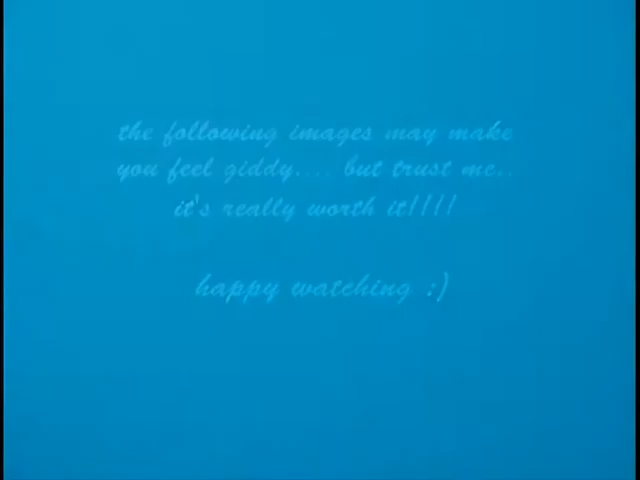 the following images may make
you feel giddy.... but trust me..
it's really worth it!!!!
happy watching :)